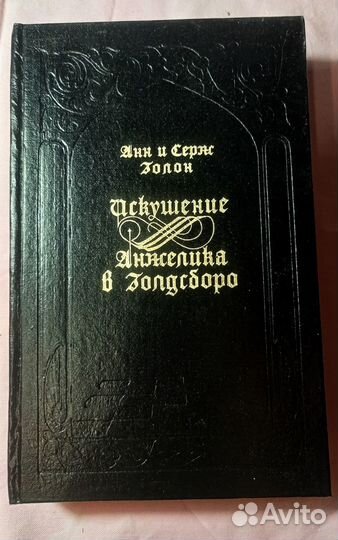 Анн и Серж
Голон
Искушение
Анжелика
в Голдсборо
Avito